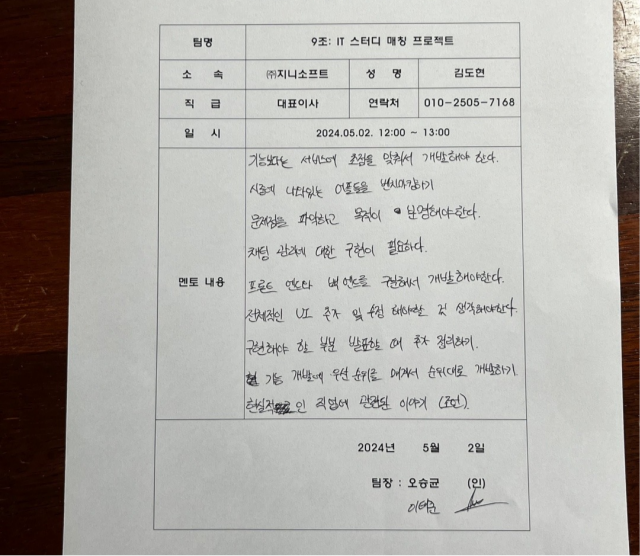 팀명 9조: IT 스터디 매칭 프로젝트
소 속 ㈜지니소프트 성 명 김도현
직 급 대표이사 연락처 010-2505-7168
일 시 2024.05.02. 12:00 ~ 13:00
멘토 내용
기능보다는 서비스에 초점을 맞춰서 개발해야 한다.
시중에 나와있는 어플들을 벤치마킹하기
문제점을 파악하고 목적이 분명해야한다.
채팅 관리에 대한 구현이 필요하다.
프론트 엔드와 백 엔드를 구현해서 개발해야한다.
전체적인 UI 추가 및 수정 해야할 것 생각해야한다.
구현해야 할 부분 발표할 때 추가 정리하기.
기능 개발에 우선 순위를 매겨서 순위대로 개발하기
현실적인 직업에 관련된 이야기 (조언).
2024년 5월 2일
팀장 : 오승균 (인)